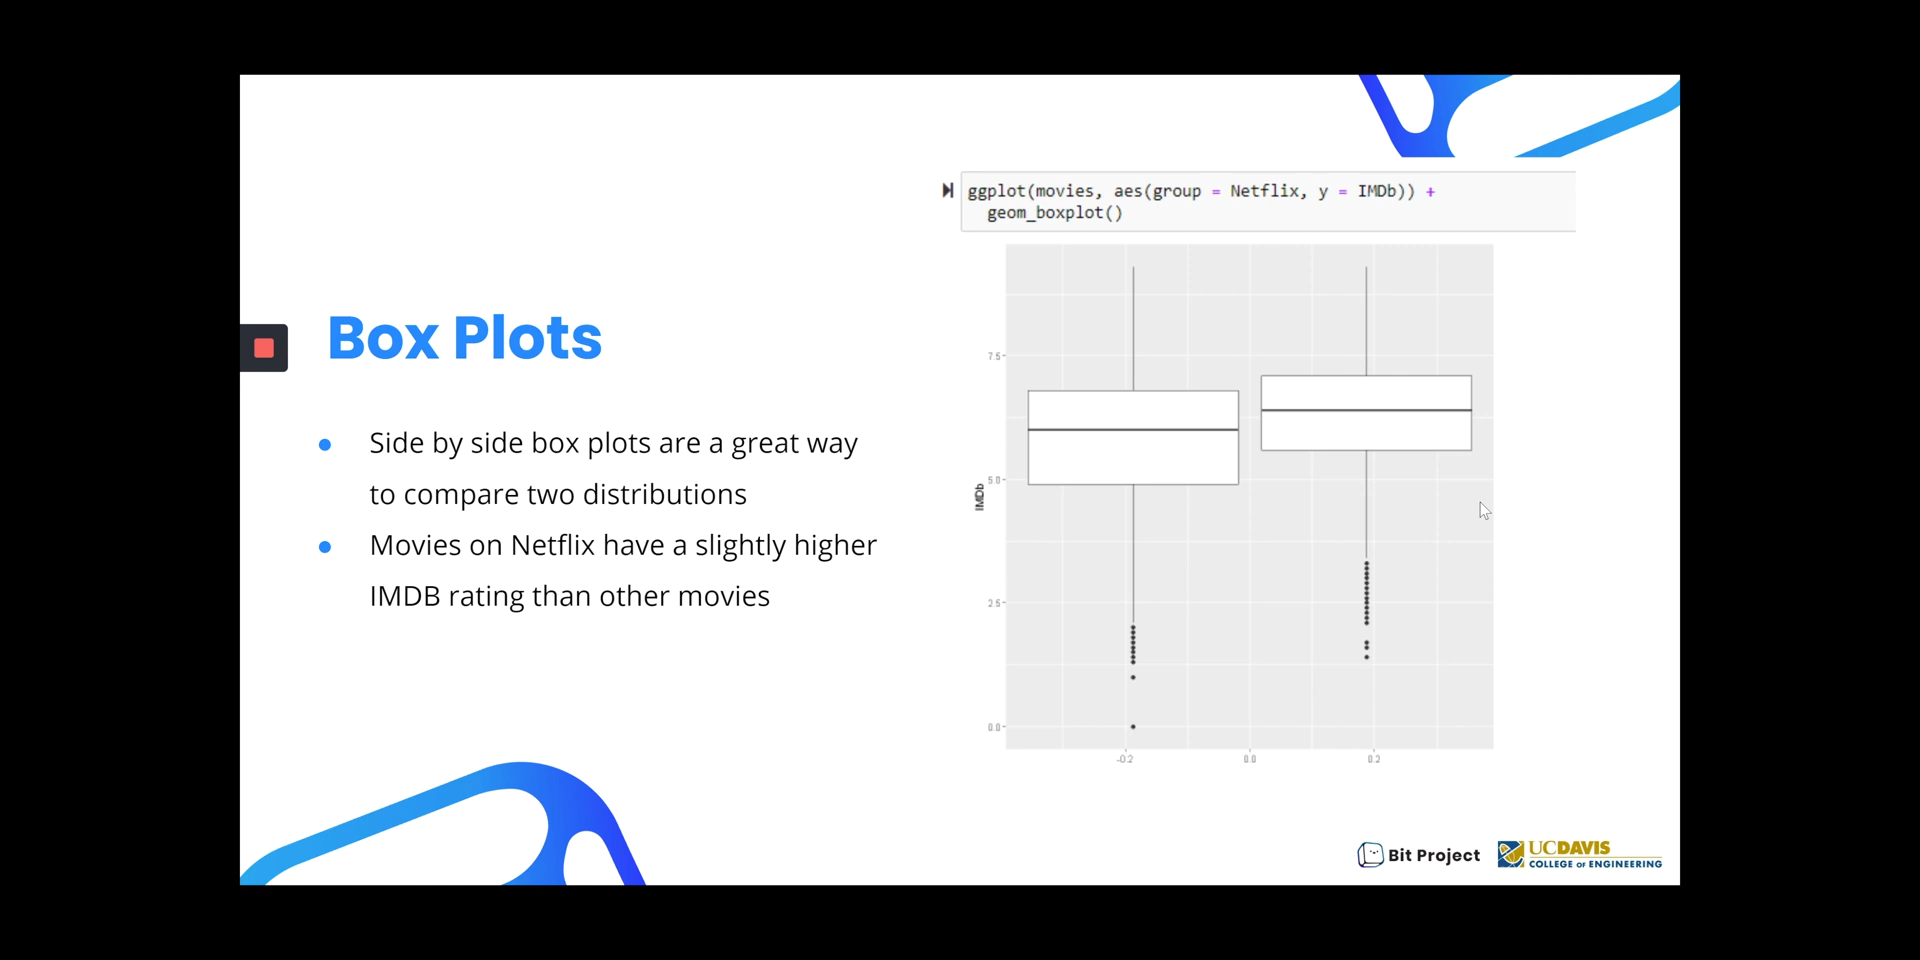 ggplot(movies, aes(group = Netflix, y = IMDb)) +
geom_boxplot()
Box Plots
Side by side box plots are a great way
to compare two distributions
Movies on Netflix have a slightly higher
IMDB rating than other movies
7.5
5.0
2.5
0.0
IMDb
-0.2
0.0
0.2
Bit Project
UCDAVIS
COLLEGE OF ENGINEERING